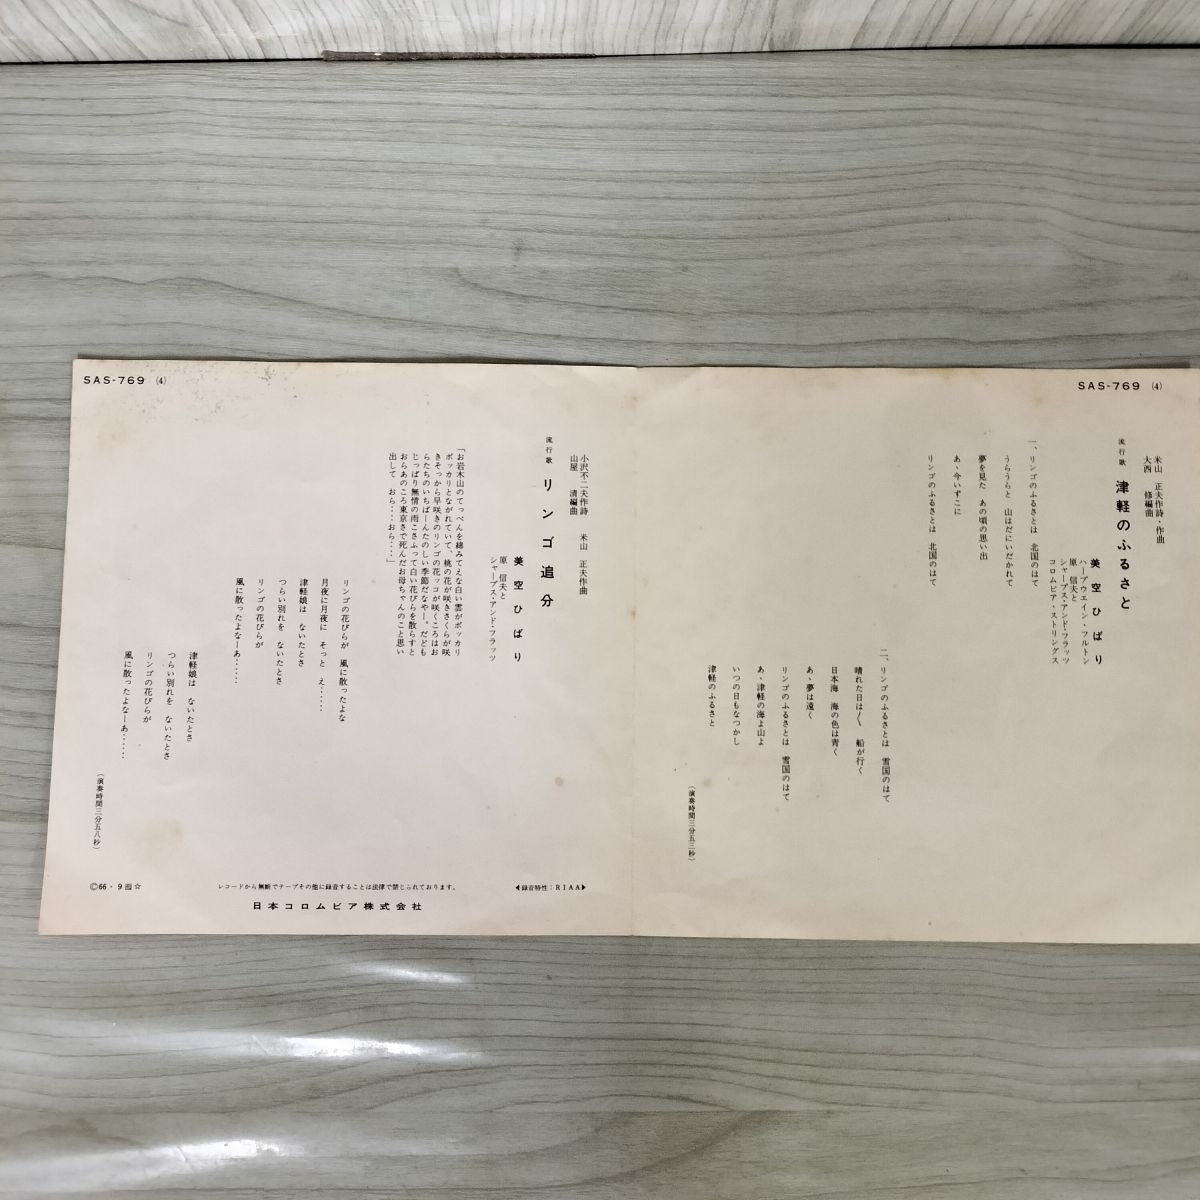 SAS-769 (4)
流行歌 津軽のふるさと
米山 正夫作詩・作曲
大西 修編曲
美空ひばり
ハープウエイン・フルトン
原 信夫と
シャープス・アンド・フラッツ
コロムビア・ストリングス
一、リンゴのふるさとは 北国のはて
うらうらと 山はだにいだかれて
夢を見た あの頃の思い出
あゝ今いずこに
リンゴのふるさとは 北国のはて
二、リンゴのふるさとは 雪国のはて
晴れた日は〱 船が行く
日本海 海の色は青く
あゝ夢は遠く
リンゴのふるさとは 雪国のはて
あゝ津軽の海よ山よ
いつの日もなつかし
津軽のふるさと
(演奏時間三分五三秒)
SAS-769 (4)
流行歌 リンゴ追分
小沢不二夫作詩 米山 正夫作曲
山屋 清編曲
美空ひばり
原 信夫と
シャープス・アンド・フラッツ
「お岩木山のてっぺんを綿みてえな白い雲がポッカリ
ポッカリとながれていて、桃の花が咲きさくらが咲
きそっから早咲きのリンゴの花ッコが咲くころはお
らたちのいちばーんたのしい季節だなやー。だども
じっぱり無情の雨こさふって白い花びらを散らすと
おらあのころ東京さで死んだお母ちゃんのこと思い
出して おら‥‥おら‥‥」
リンゴの花びらが 風に散ったよな
月夜に月夜に そっと え‥‥‥
津軽娘は ないたとさ
つらい別れを ないたとさ
リンゴの花びらが
風に散ったよなーあ‥‥‥
津軽娘は ないたとさ
つらい別れを ないたとさ
リンゴの花びらが
風に散ったよなーあ‥‥‥
(演奏時間三分五八秒)
◀録音特性：RIAA▶
レコードから無断でテープその他に録音することは法律で禁じられております。
Ⓒ66・9 ☆
日本コロムビア株式会社